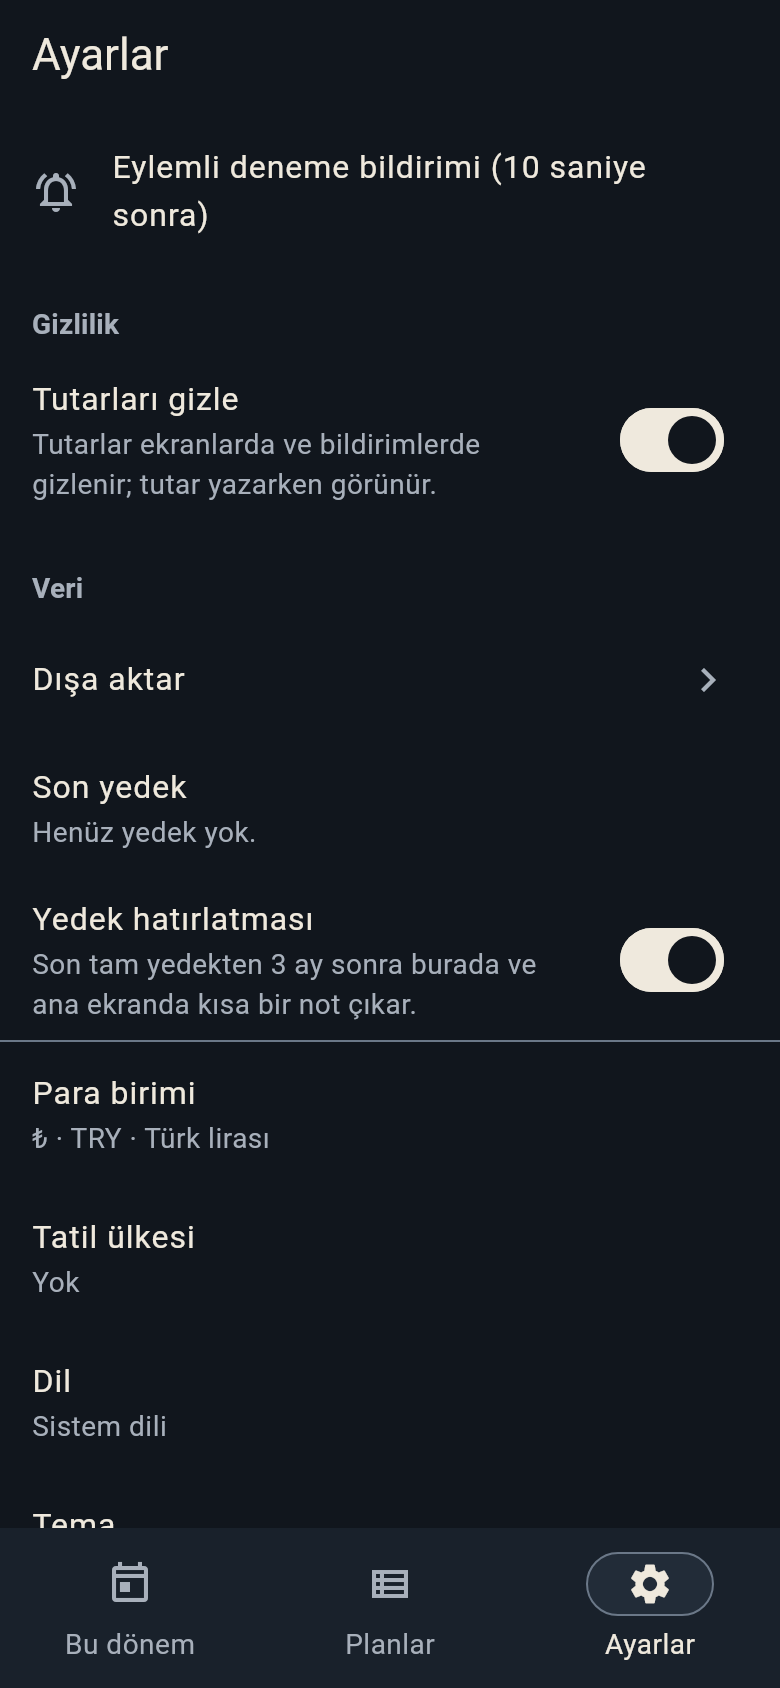 Ayarlar
Eylemli deneme bildirimi (10 saniye
sonra)
Gizlilik
Tutarları gizle
Tutarlar ekranlarda ve bildirimlerde
gizlenir; tutar yazarken görünür.
Veri
Dışa aktar
Son yedek
Henüz yedek yok.
Yedek hatırlatması
Son tam yedekten 3 ay sonra burada ve
ana ekranda kısa bir not çıkar.
Para birimi
₺ · TRY · Türk lirası
Tatil ülkesi
Yok
Dil
Sistem dili
Tema
Bu dönem
Planlar
Ayarlar